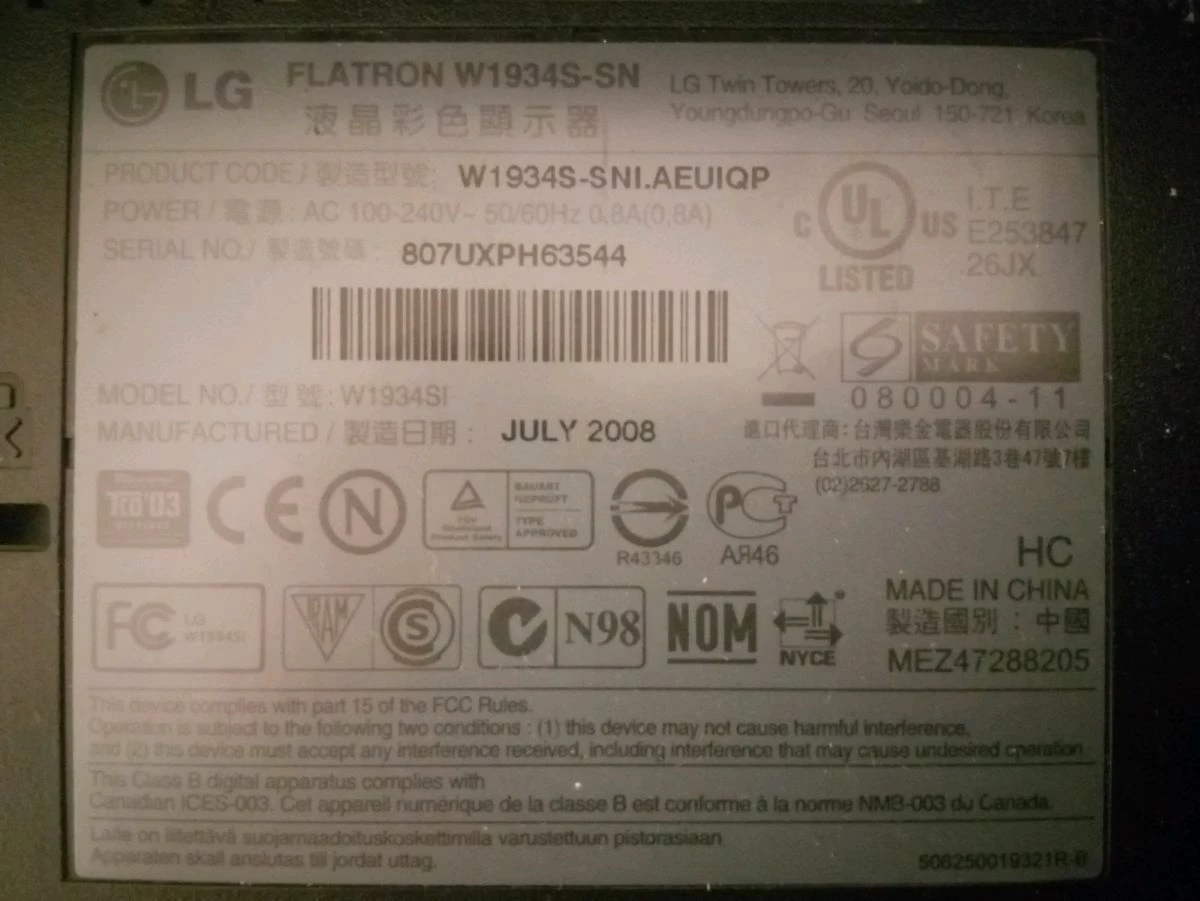 LG FLATRON W1934S-SN
液晶彩色顯示器
LG Twin Towers, 20, Yoido-Dong,
Youngdungpo-Gu Seoul 150-721 Korea
PRODUCT CODE / 製造型號: W1934S-SNI.AEUIQP
POWER / 電源: AC 100-240V~ 50/60Hz 0.8A(0.8A)
SERIAL NO./ 製造號碼: 807UXPH63544
C UL US
LISTED
I.T.E
E253847
26JX
SAFETY
MARK
080004-11
MODEL NO./ 型號: W1934SI
MANUFACTURED / 製造日期: JULY 2008
進口代理商: 台灣樂金電器股份有限公司
台北市內湖區基湖路3巷47號7樓
(02)2627-2788
TCO'03
CE
N
TÜV
Rheinland
Product Safety
BAUART
GEPRÜFT
TYPE
APPROVED
R43346
PCT
АЯ46
HC
FC LG
W1934SI
IRAM
S
N98
NOM
NYCE
MADE IN CHINA
製造國別: 中國
MEZ47288205
This device complies with part 15 of the FCC Rules.
Operation is subject to the following two conditions : (1) this device may not cause harmful interference,
and (2) this device must accept any interference received, including interference that may cause undesired operation.
This Class B digital apparatus complies with
Canadian ICES-003. Cet appareil numérique de la classe B est conforme à la norme NMB-003 du Canada.
Laite on liitettävä suojamaadoituskoskettimilla varustettuun pistorasiaan
Apparaten skall anslutas till jordat uttag.
506250019321R-B